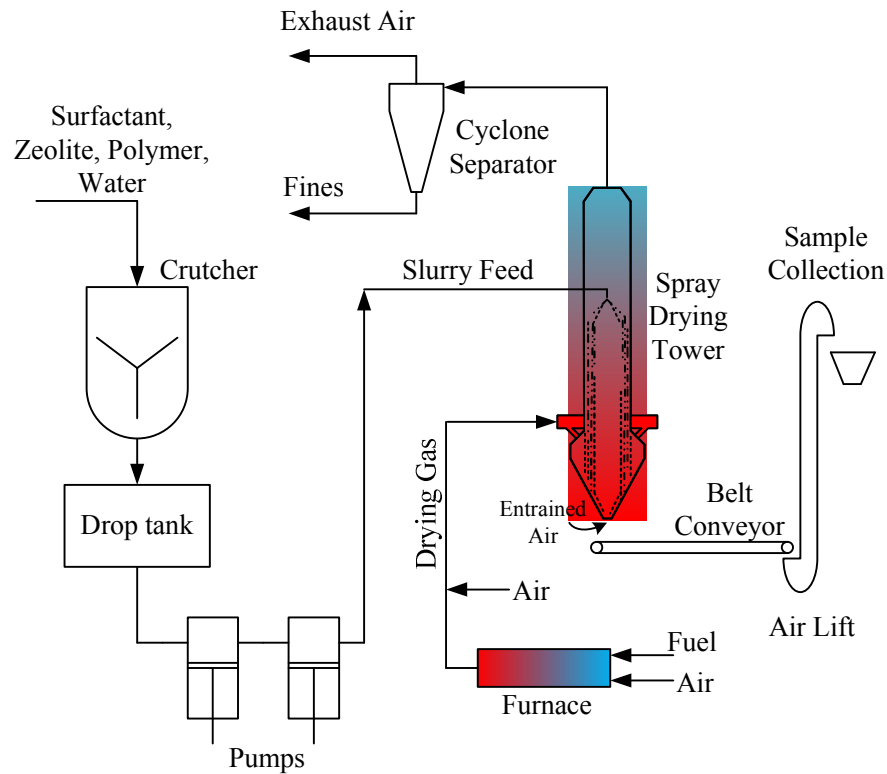 Exhaust Air
Surfactant,
Zeolite, Polymer,
Water
Cyclone
Separator
Fines
Crutcher
Slurry Feed
Spray
Drying
Tower
Sample
Collection
Drying Gas
Drop tank
Entrained
Air
Belt
Conveyor
Air
Air Lift
Fuel
Air
Furnace
Pumps